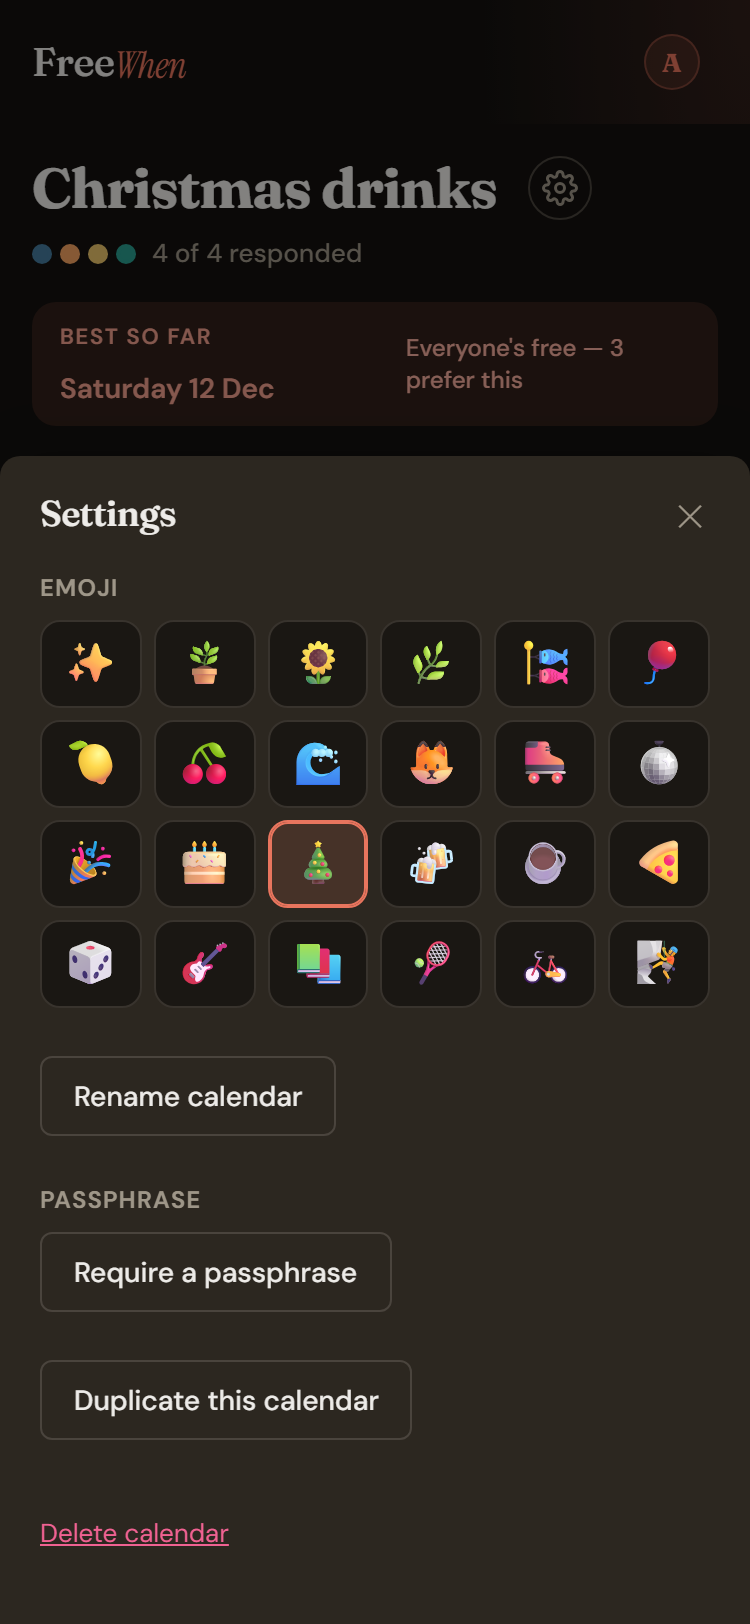 FreeWhen
A
Christmas drinks
4 of 4 responded
BEST SO FAR
Saturday 12 Dec
Everyone's free — 3
prefer this
Settings
EMOJI
Rename calendar
PASSPHRASE
Require a passphrase
Duplicate this calendar
Delete calendar